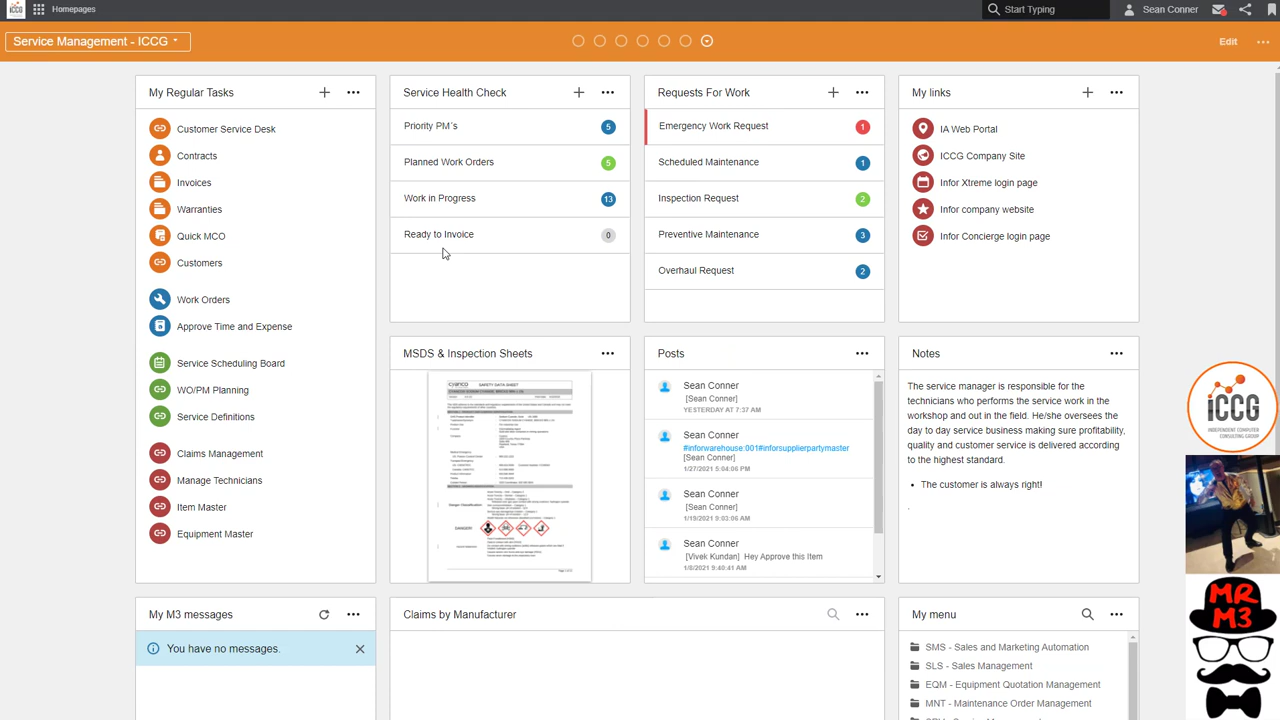 Homepages
Start Typing
Sean Conner
Service Management - ICCG
Edit
My Regular Tasks
Customer Service Desk
Contracts
Invoices
Warranties
Quick MCO
Customers
Work Orders
Approve Time and Expense
Service Scheduling Board
WO/PM Planning
Service Definitions
Claims Management
Manage Technicians
Item Master
Equipment Master
Service Health Check
Priority PM´s 5
Planned Work Orders 5
Work in Progress 13
Ready to Invoice 0
Requests For Work
Emergency Work Request 1
Scheduled Maintenance 1
Inspection Request 2
Preventive Maintenance 3
Overhaul Request 2
My links
IA Web Portal
ICCG Company Site
Infor Xtreme login page
Infor company website
Infor Concierge login page
MSDS & Inspection Sheets
cyanco
SAFETY DATA SHEET
DANGER
Posts
Sean Conner
[Sean Conner]
YESTERDAY AT 7:37 AM
Sean Conner
#inforwarehouse:001#inforsupplierpartymaster
[Sean Conner]
1/27/2021 5:04:06 PM
Sean Conner
[Sean Conner]
1/19/2021 9:03:06 AM
Sean Conner
[Vivek Kundan] Hey Approve this Item
1/8/2021 9:40:41 AM
Notes
The service manager is responsible for the
technicians who performs the service work in the
workshop and out in the field. He/she oversees the
day to day service business making sure profitability,
quality and customer service is delivered according
to the highest standard.
• The customer is always right!
My M3 messages
You have no messages.
Claims by Manufacturer
My menu
SMS - Sales and Marketing Automation
SLS - Sales Management
EQM - Equipment Quotation Management
MNT - Maintenance Order Management
iCCG
INDEPENDENT COMPUTER
CONSULTING GROUP
MR
M3